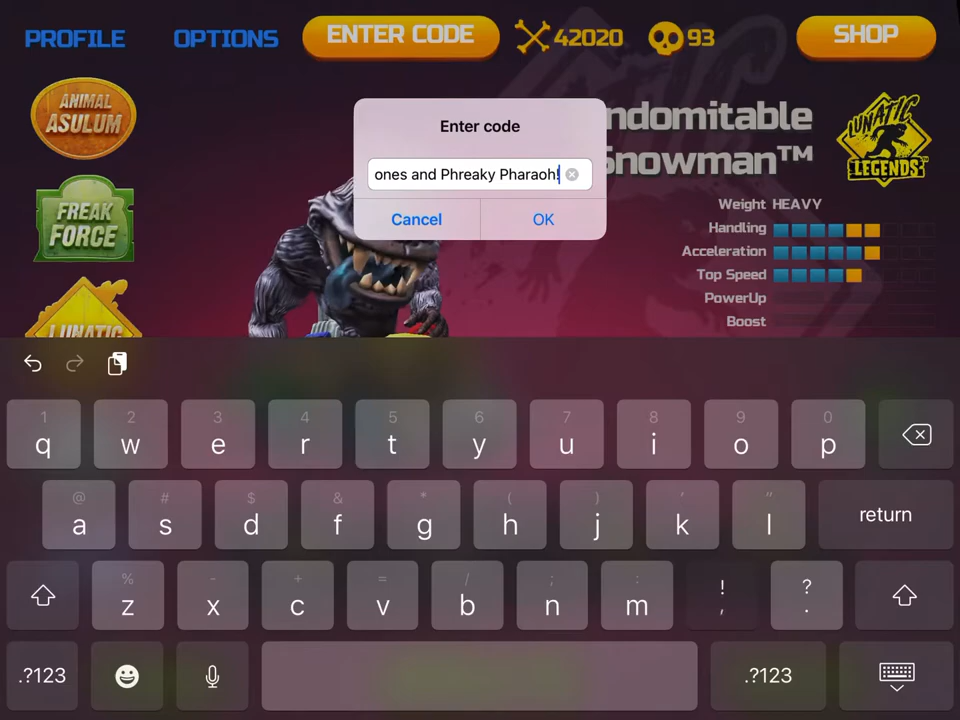 PROFILE
OPTIONS
ENTER CODE
42020
93
SHOP
ANIMAL
ASULUM
FREAK
FORCE
LUNATIC
Enter code
ones and Phreaky Pharaoh!
Cancel
OK
ndomitable
Snowman™
LUNATIC
LEGENDS
Weight HEAVY
Handling
Acceleration
Top Speed
PowerUp
Boost
1 2 3 4 5 6 7 8 9 0
q w e r t y u i o p
@ # $ & * ( ) ' "
a s d f g h j k l return
% - + = / ; : ! ?
z x c v b n m , .
.?123 .?123